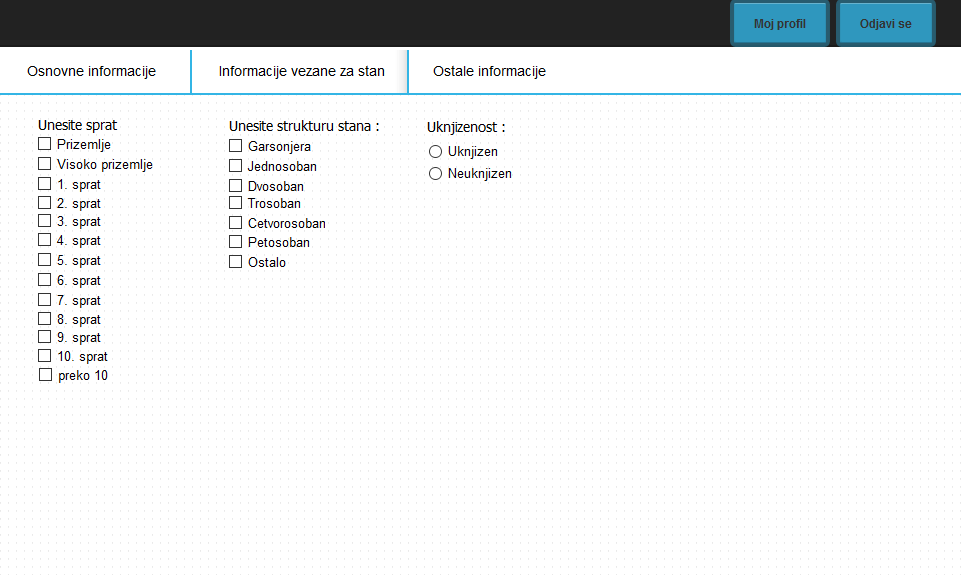 Moj profil
Odjavi se
Osnovne informacije
Informacije vezane za stan
Ostale informacije
Unesite sprat
Prizemlje
Visoko prizemlje
1. sprat
2. sprat
3. sprat
4. sprat
5. sprat
6. sprat
7. sprat
8. sprat
9. sprat
10. sprat
preko 10
Unesite strukturu stana :
Garsonjera
Jednosoban
Dvosoban
Trosoban
Cetvorosoban
Petosoban
Ostalo
Uknjizenost :
Uknjizen
Neuknjizen